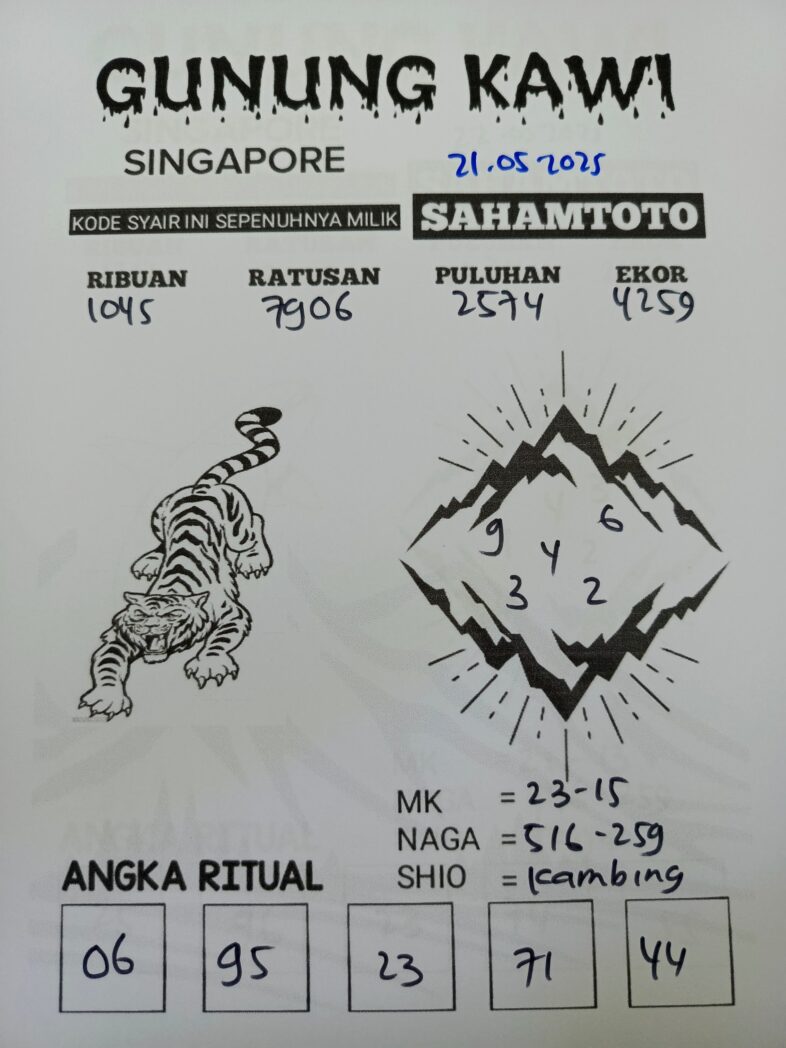 GUNUNG KAWI
SINGAPORE 21.05 2025
KODE SYAIR INI SEPENUHNYA MILIK SAHAMTOTO
RIBUAN RATUSAN PULUHAN EKOR
1045 7906 2574 4259
9 6
4
3 2
MK = 23-15
NAGA = 516-259
SHIO = Kambing
ANGKA RITUAL
06 95 23 71 44